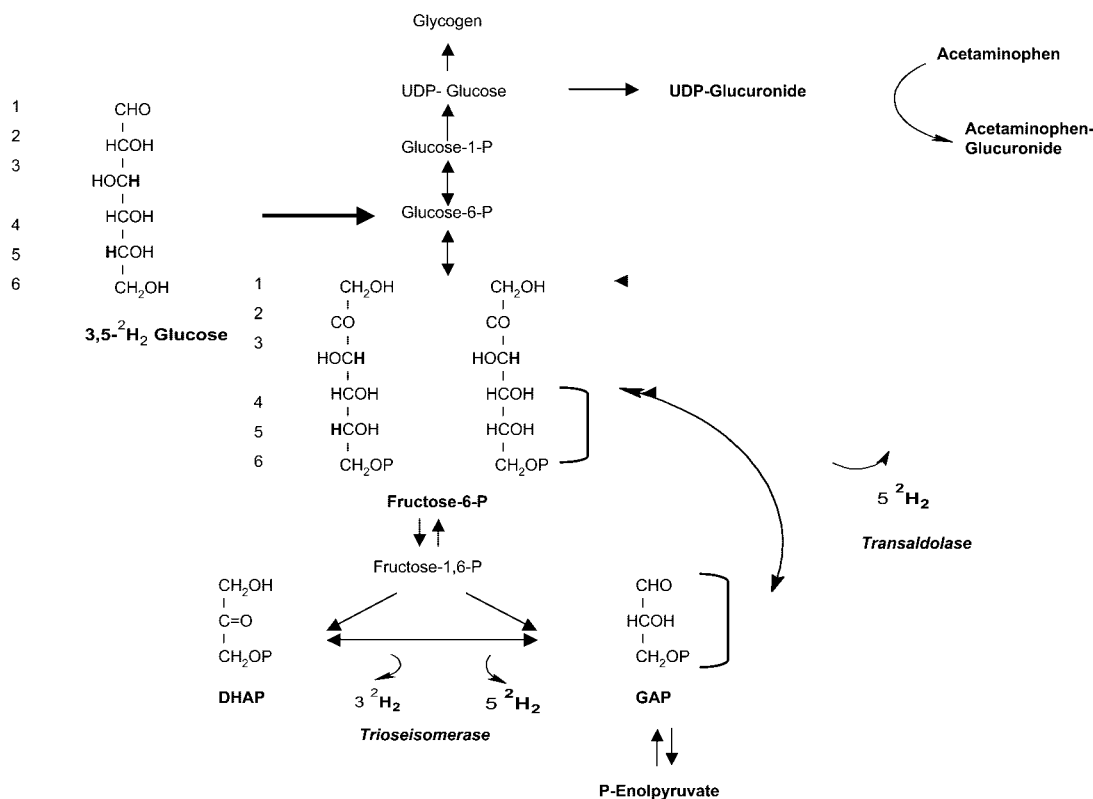 Glycogen
UDP- Glucose
UDP-Glucuronide
Acetaminophen
Acetaminophen-
Glucuronide
Glucose-1-P
Glucose-6-P
1
2
3
4
5
6
CHO
HCOH
HOCH
HCOH
HCOH
CH₂OH
3,5-²H₂ Glucose
1
2
3
4
5
6
CH₂OH
CO
HOCH
HCOH
HCOH
CH₂OP
CH₂OH
CO
HOCH
HCOH
HCOH
CH₂OP
Fructose-6-P
5 ²H₂
Transaldolase
Fructose-1,6-P
CH₂OH
C=O
CH₂OP
DHAP
3 ²H₂
5 ²H₂
Trioseisomerase
CHO
HCOH
CH₂OP
GAP
P-Enolpyruvate